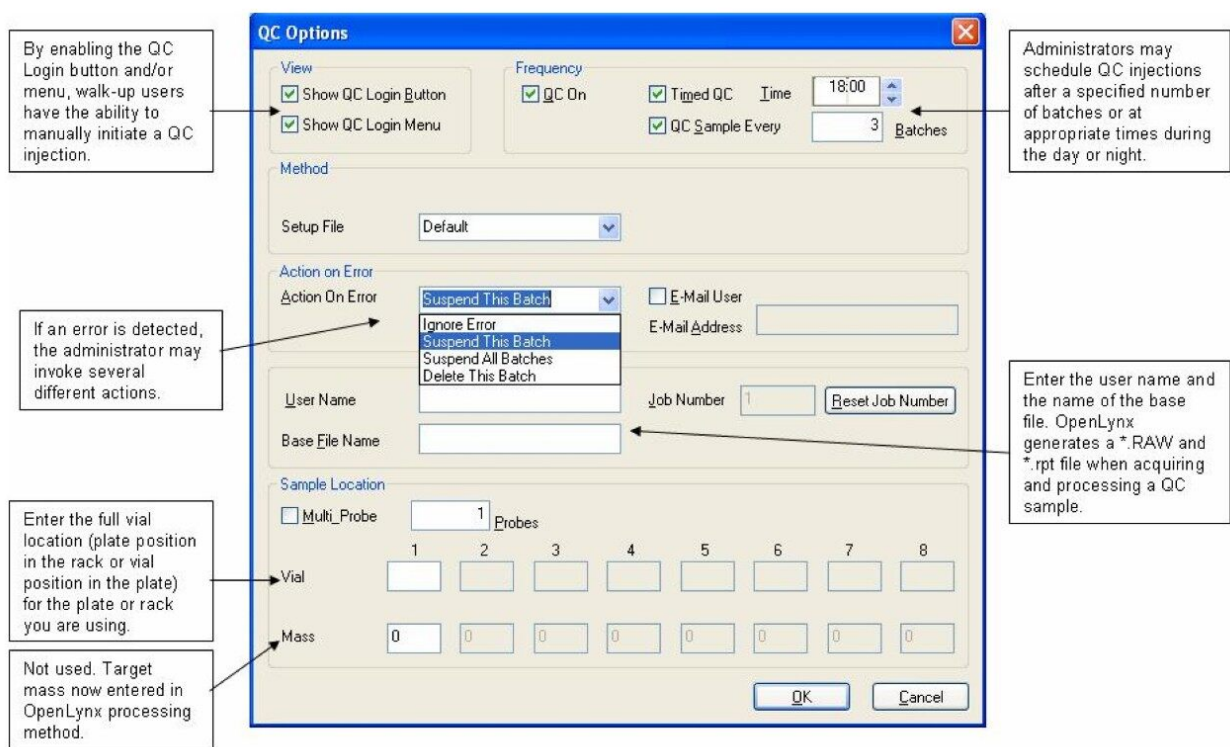 By enabling the QC
Login button and/or
menu, walk-up users
have the ability to
manually initiate a QC
injection.
QC Options
View
Show QC Login Button
Show QC Login Menu
Frequency
QC On
Timed QC Time 18:00
QC Sample Every 3 Batches
Administrators may
schedule QC injections
after a specified number
of batches or at
appropriate times during
the day or night.
Method
Setup File Default
If an error is detected,
the administrator may
invoke several
different actions.
Action on Error
Action On Error Suspend This Batch
Ignore Error
Suspend This Batch
Suspend All Batches
Delete This Batch
E-Mail User
E-Mail Address
User Name
Job Number 1 Reset Job Number
Base File Name
Enter the user name and
the name of the base
file. OpenLynx
generates a *.RAW and
*.rpt file when acquiring
and processing a QC
sample.
Sample Location
Multi_Probe 1 Probes
1 2 3 4 5 6 7 8
Vial
Mass 0 0 0 0 0 0 0 0
Enter the full vial
location (plate position
in the rack or vial
position in the plate)
for the plate or rack
you are using.
Not used. Target
mass now entered in
OpenLynx processing
method.
OK Cancel